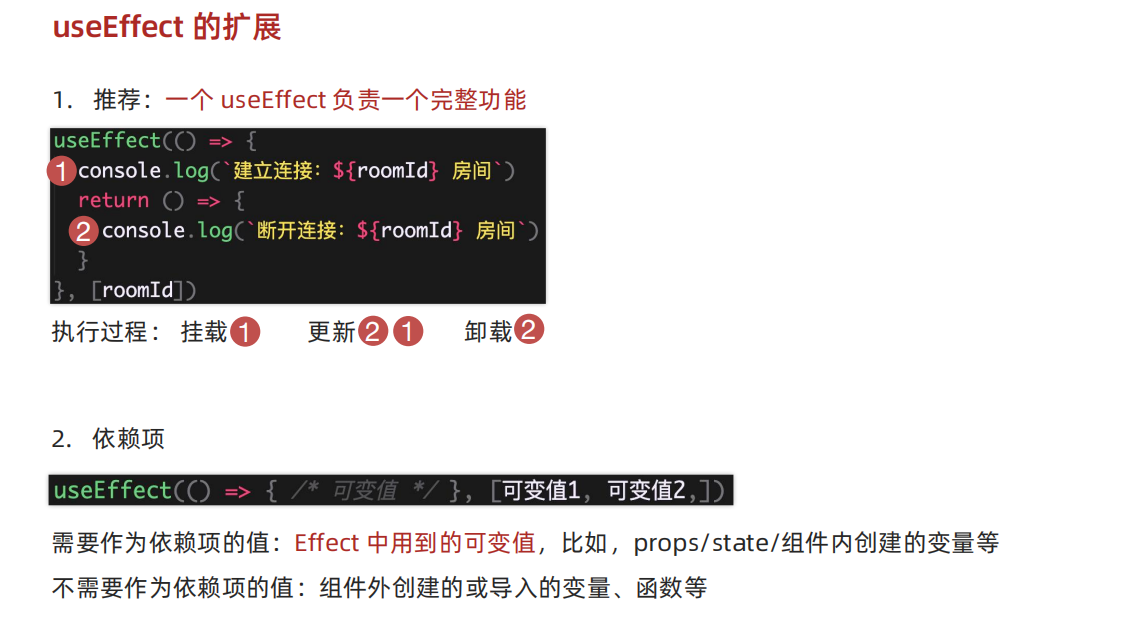 useEffect 的扩展
1. 推荐：一个 useEffect 负责一个完整功能
useEffect(() => {
1 console.log(`建立连接：${roomId} 房间`)
return () => {
2 console.log(`断开连接：${roomId} 房间`)
}
}, [roomId])
执行过程： 挂载1 更新2 1 卸载2
2. 依赖项
useEffect(() => { /* 可变值 */ }, [可变值1, 可变值2,])
需要作为依赖项的值：Effect 中用到的可变值，比如，props/state/组件内创建的变量等
不需要作为依赖项的值：组件外创建的或导入的变量、函数等